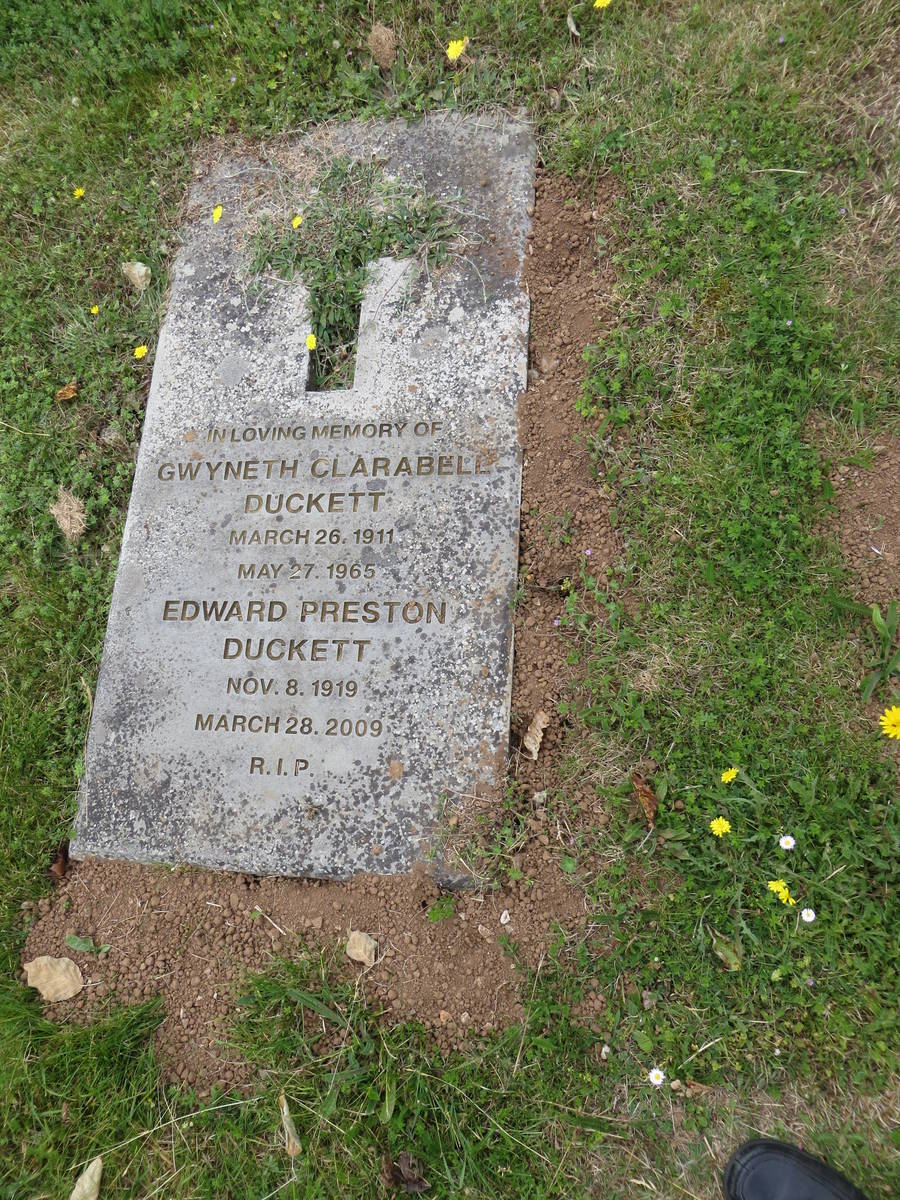 IN LOVING MEMORY OF
GWYNETH CLARABELL
DUCKETT
MARCH 26. 1911
MAY 27. 1965
EDWARD PRESTON
DUCKETT
NOV. 8. 1919
MARCH 28. 2009
R.I.P.